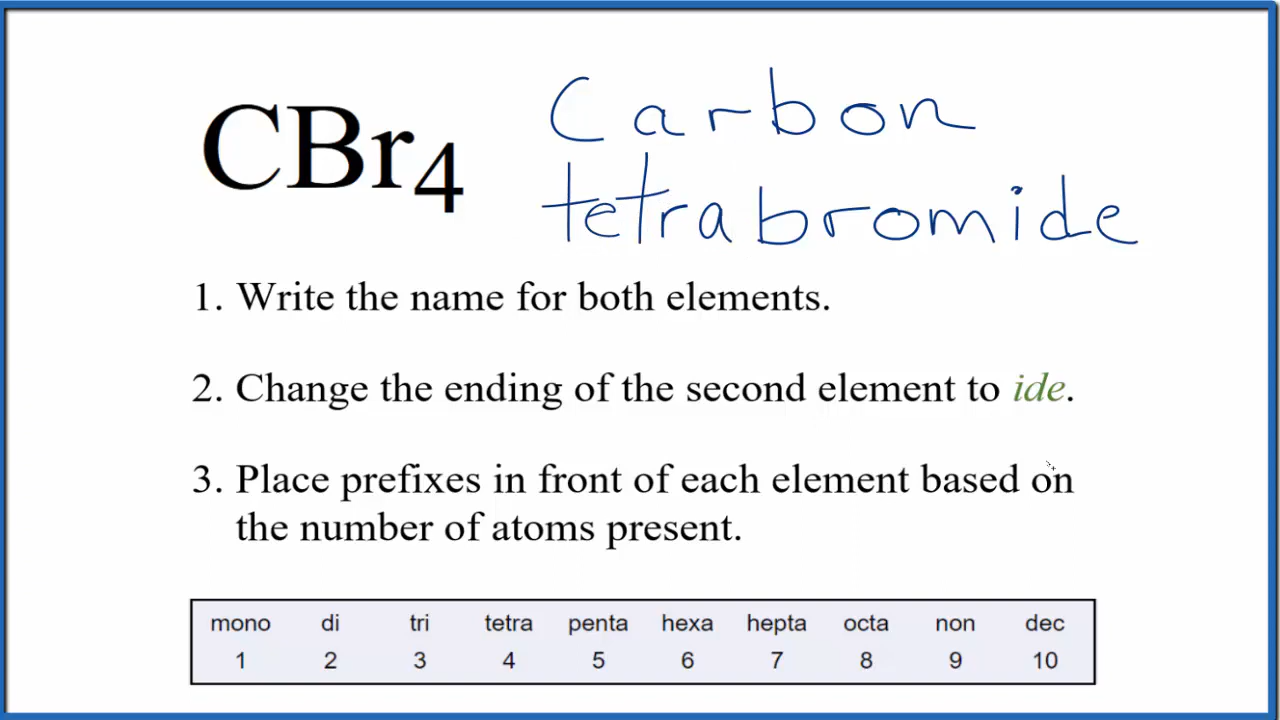 CBr4
Carbon
tetrabromide
1. Write the name for both elements.
2. Change the ending of the second element to ide.
3. Place prefixes in front of each element based on
the number of atoms present.
mono di tri tetra penta hexa hepta octa non dec
1 2 3 4 5 6 7 8 9 10